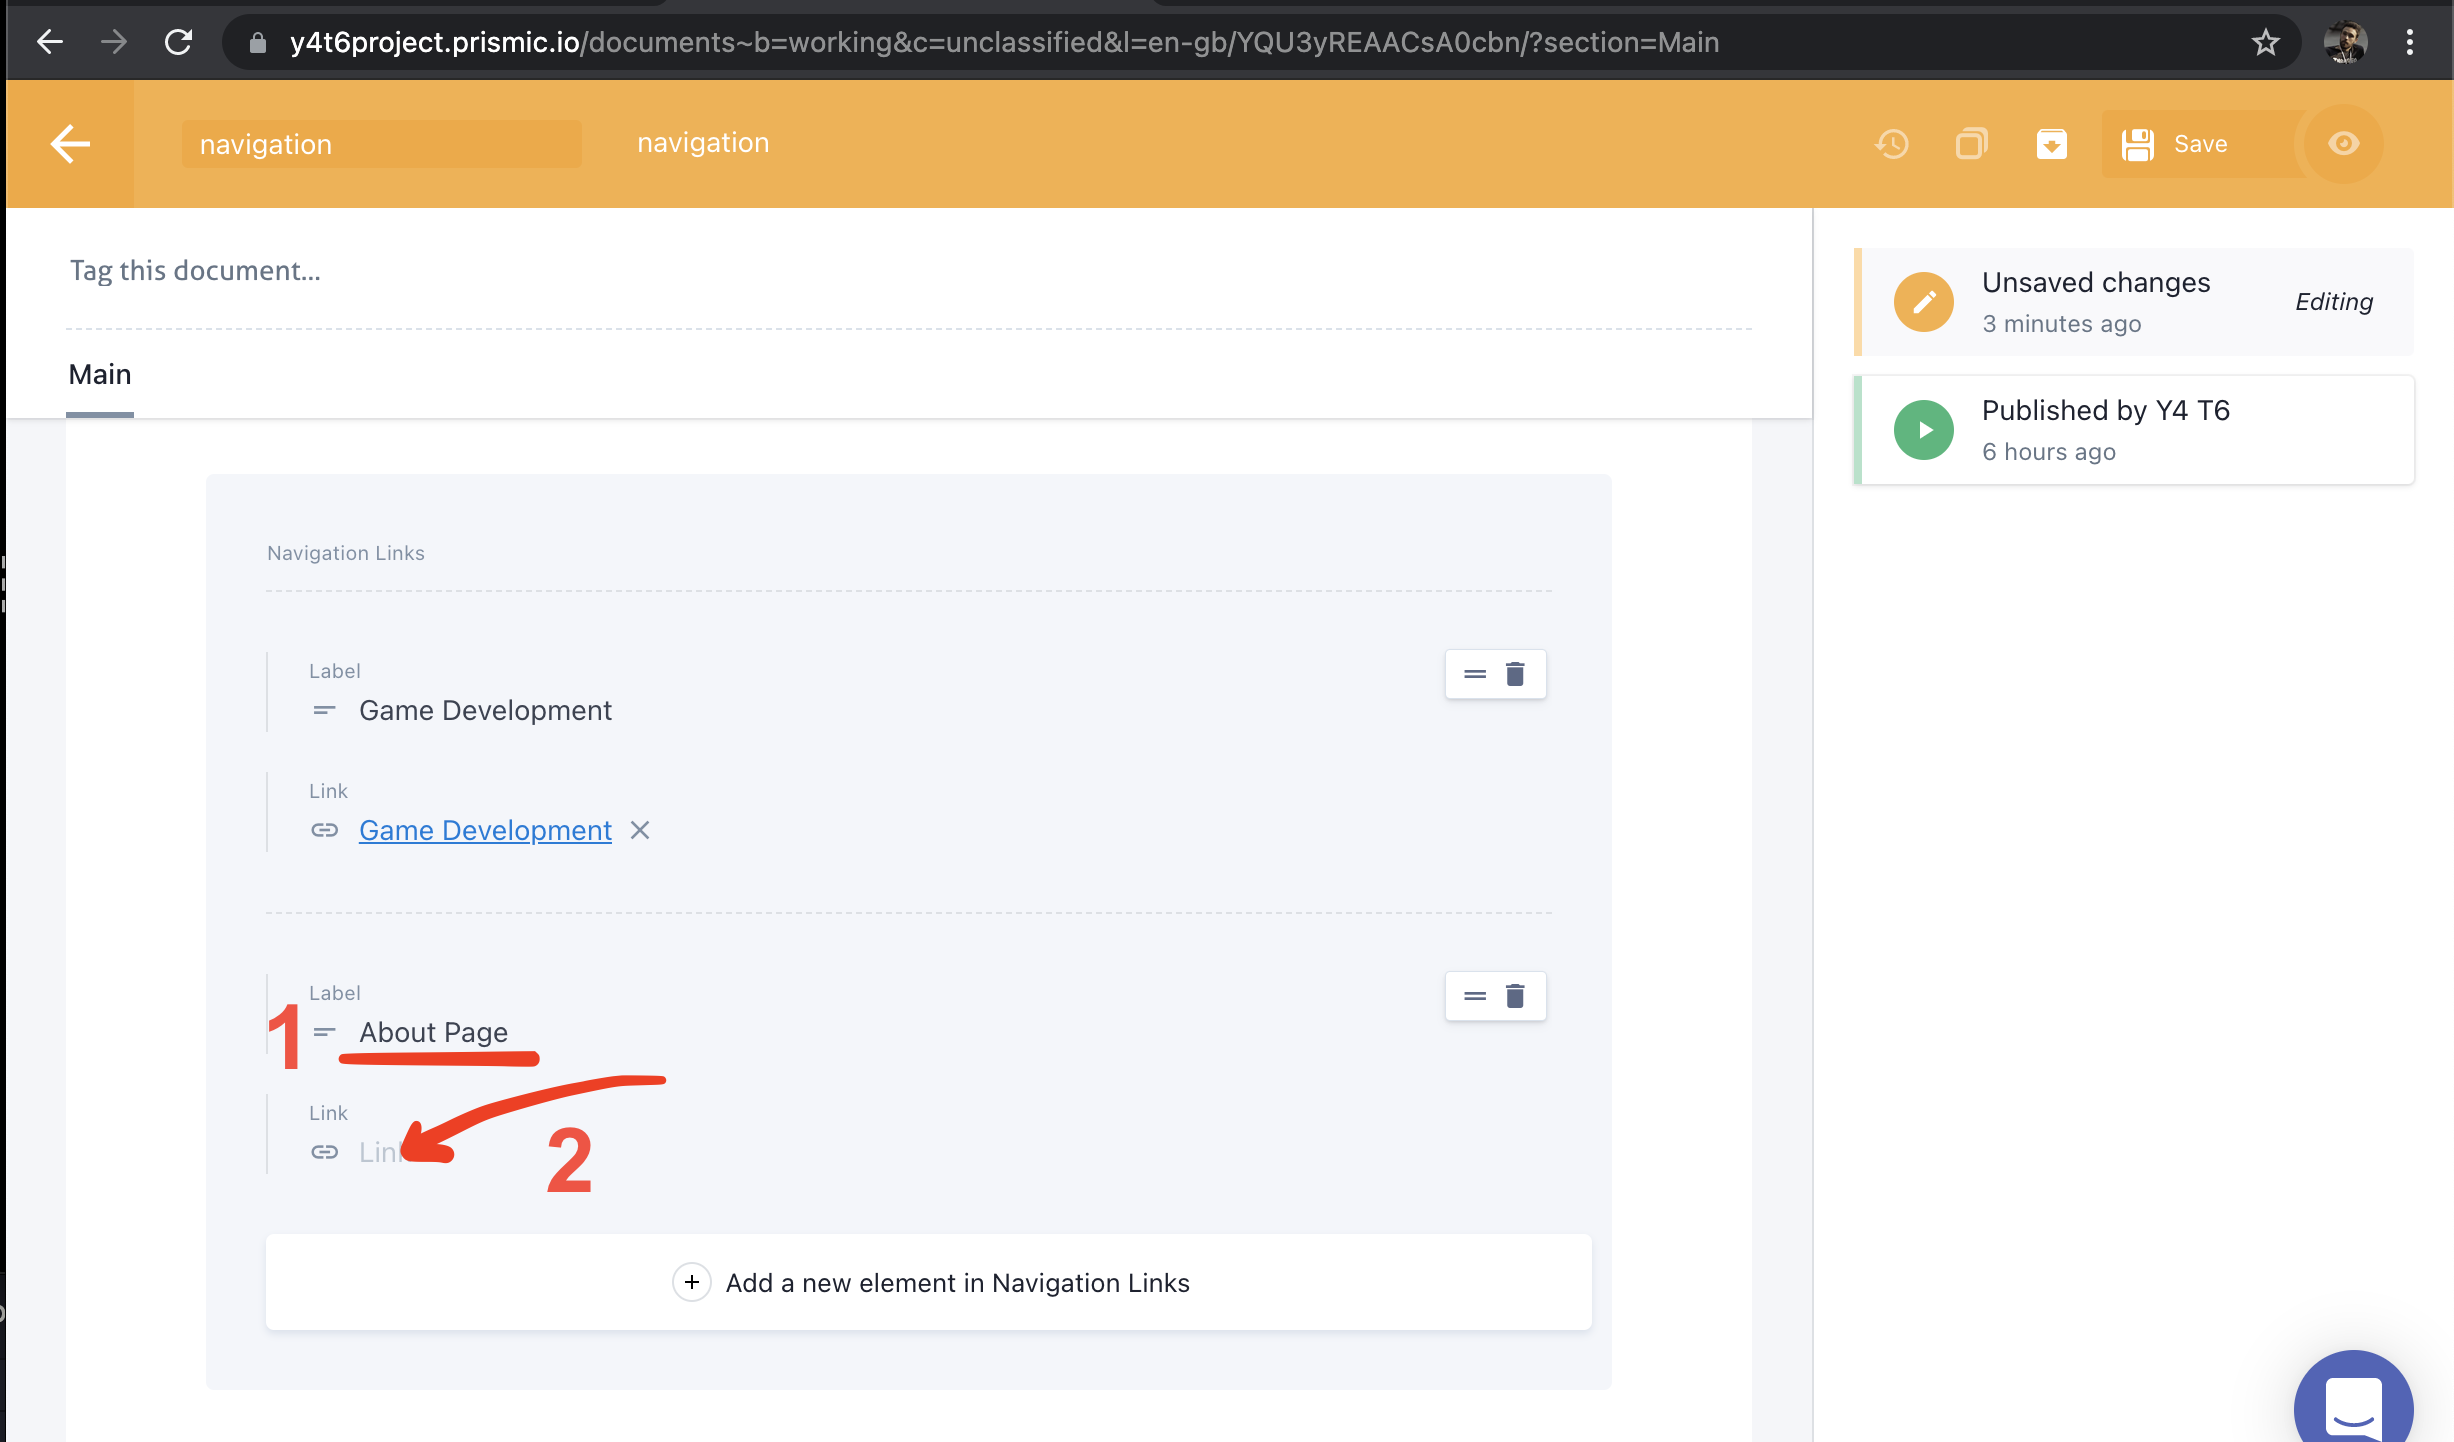 y4t6project.prismic.io/documents~b=working&c=unclassified&l=en-gb/YQU3yREAACsA0cbn/?section=Main
navigation
navigation
Save
Tag this document...
Main
Unsaved changes
3 minutes ago
Editing
Published by Y4 T6
6 hours ago
Navigation Links
Label
Game Development
Link
Game Development
Label
1
About Page
Link
2
Add a new element in Navigation Links